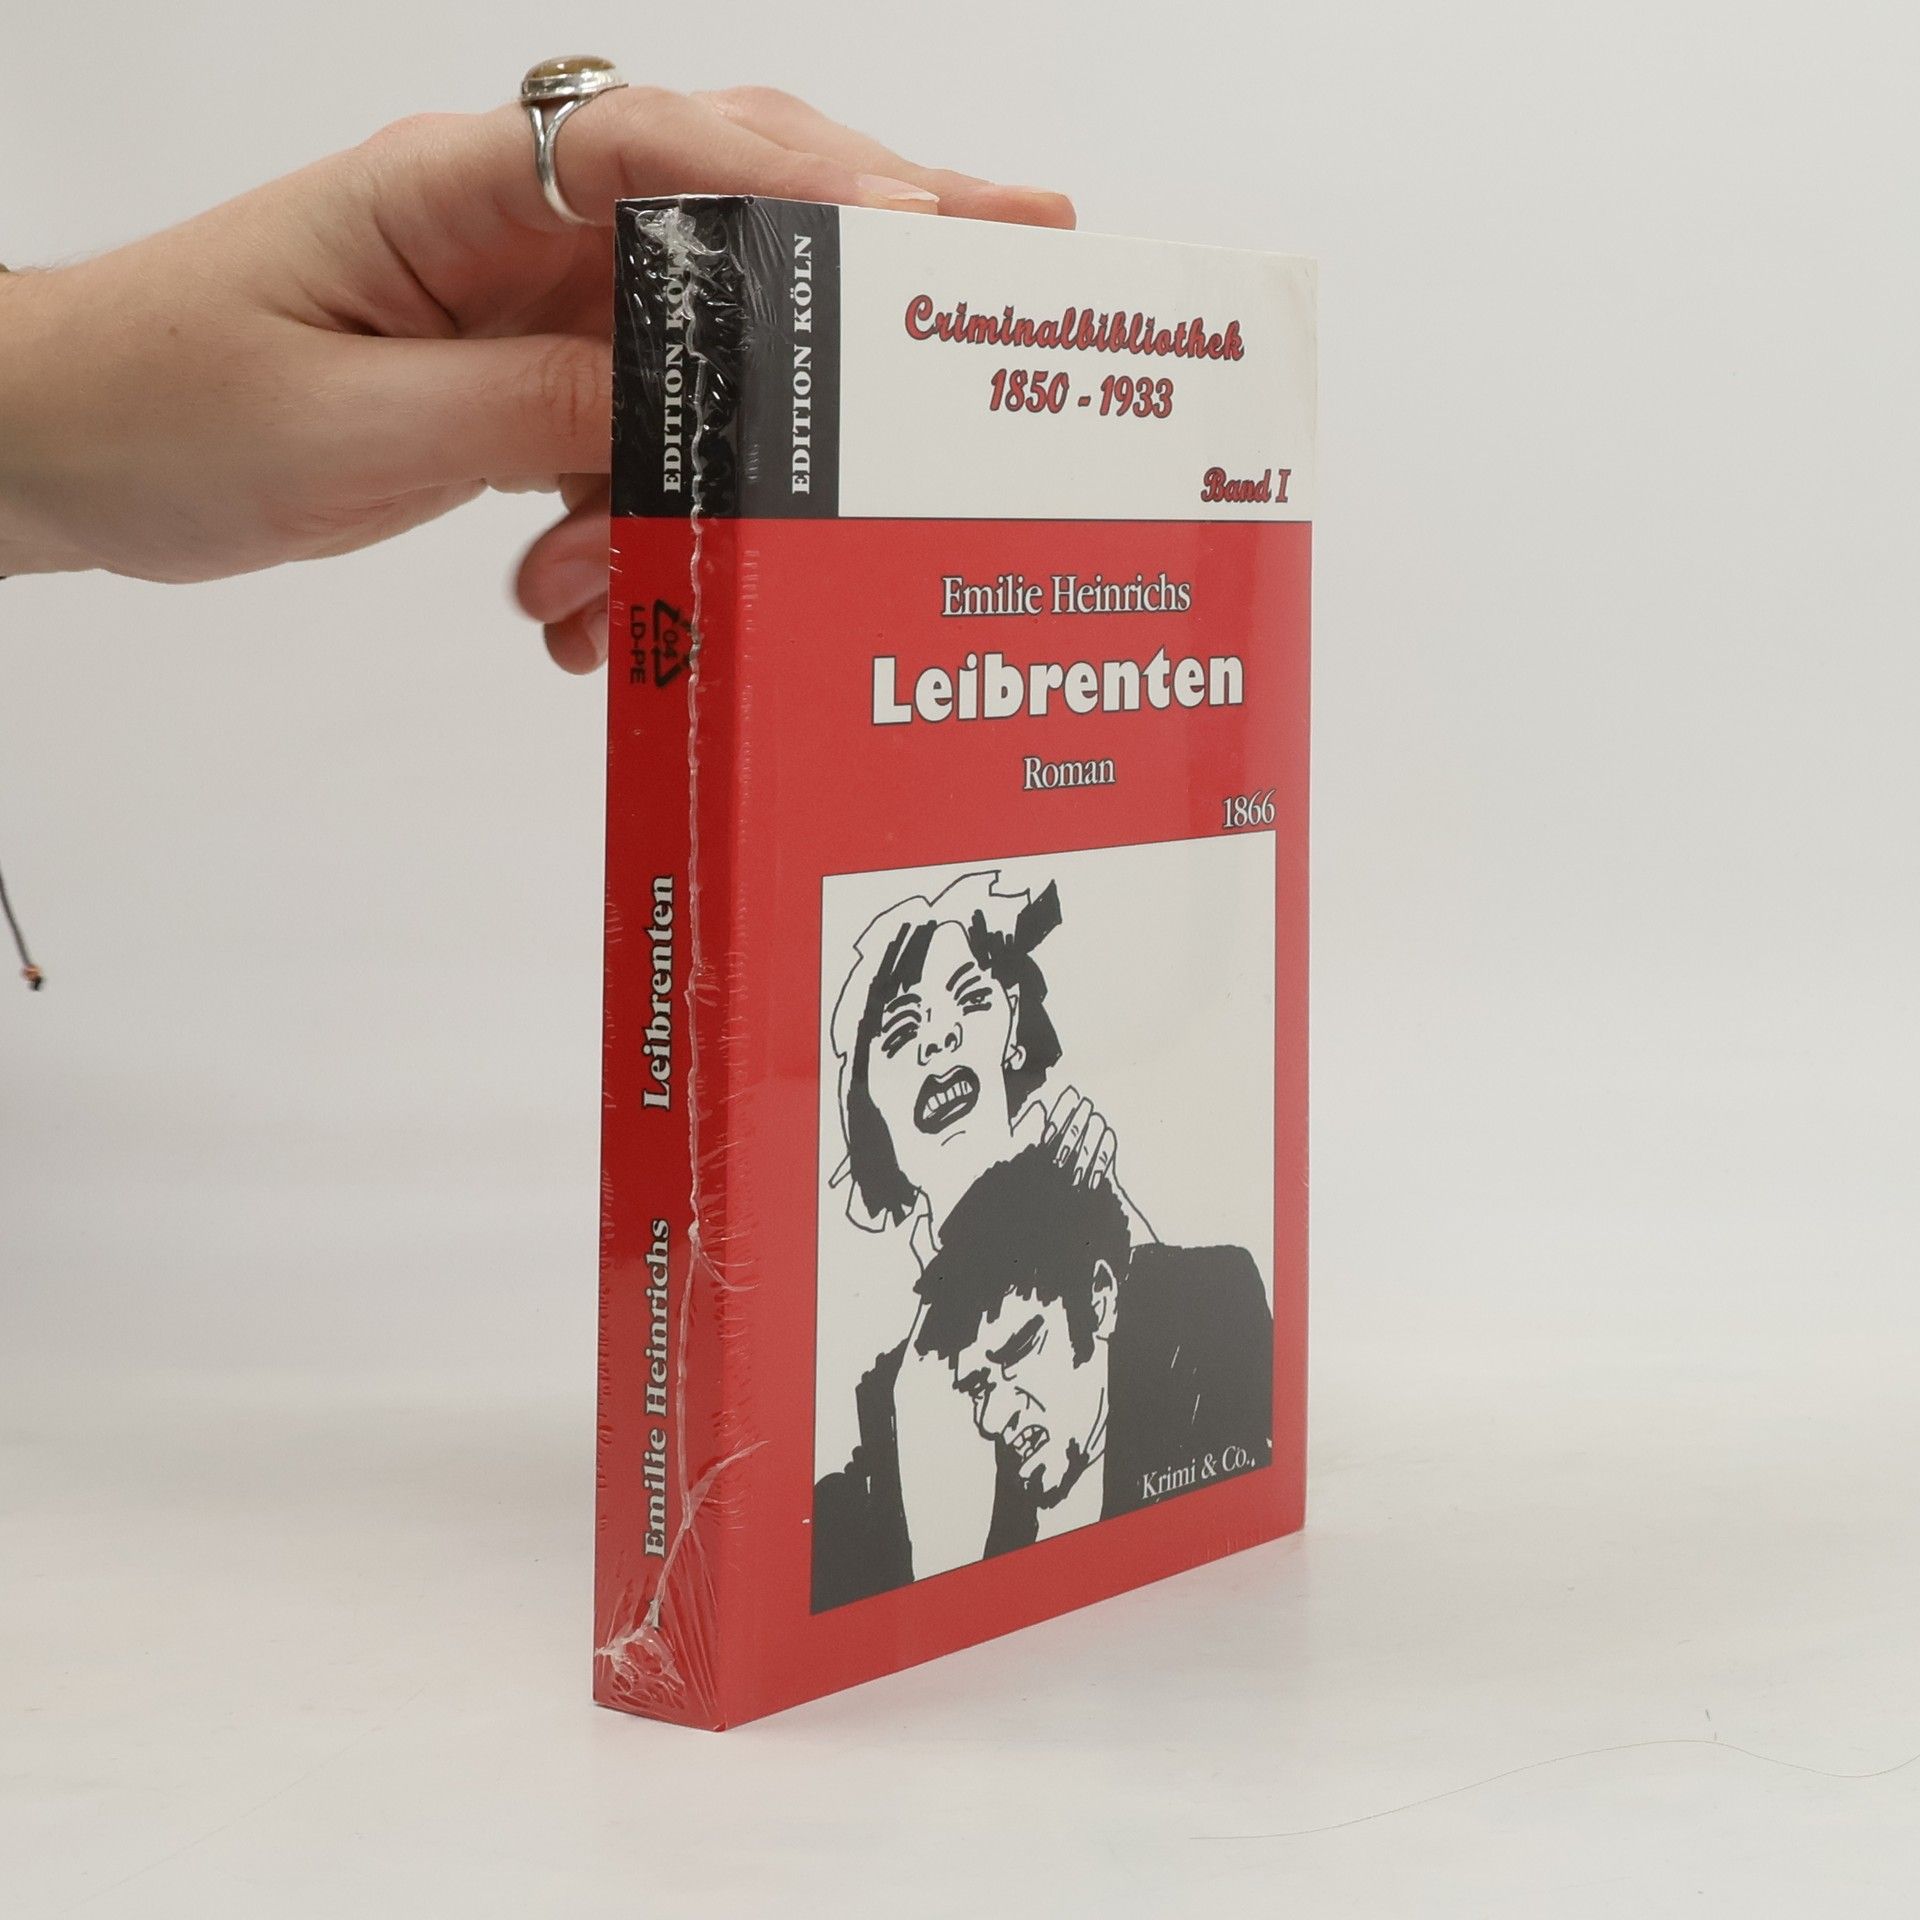 EDITION KÖLN
Leibrenten
Emilie Heinrichs
1
04
LD-PE
EDITION KÖLN
Criminalbibliothek
1850 - 1933
Band I
Emilie Heinrichs
Leibrenten
Roman
1866
Krimi & Co.